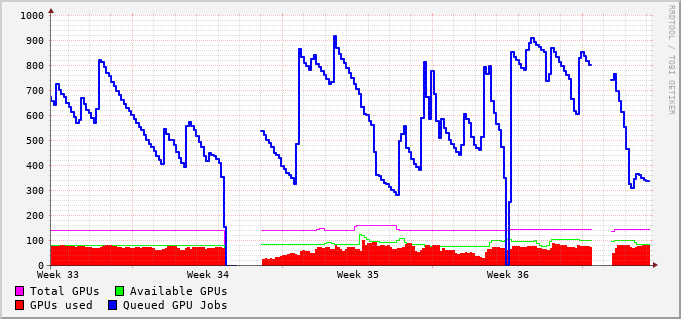 1000
900
800
700
600
500
400
300
200
100
0
Week 33 Week 34 Week 35 Week 36
Total GPUs Available GPUs
GPUs used Queued GPU Jobs
RRDTOOL / TOBI OETIKER